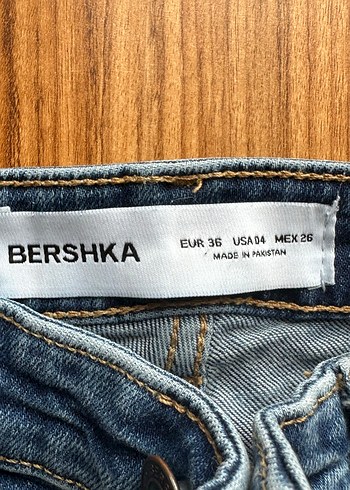 BERSHKA
EUR 36 USA 04 MEX 26
MADE IN PAKISTAN